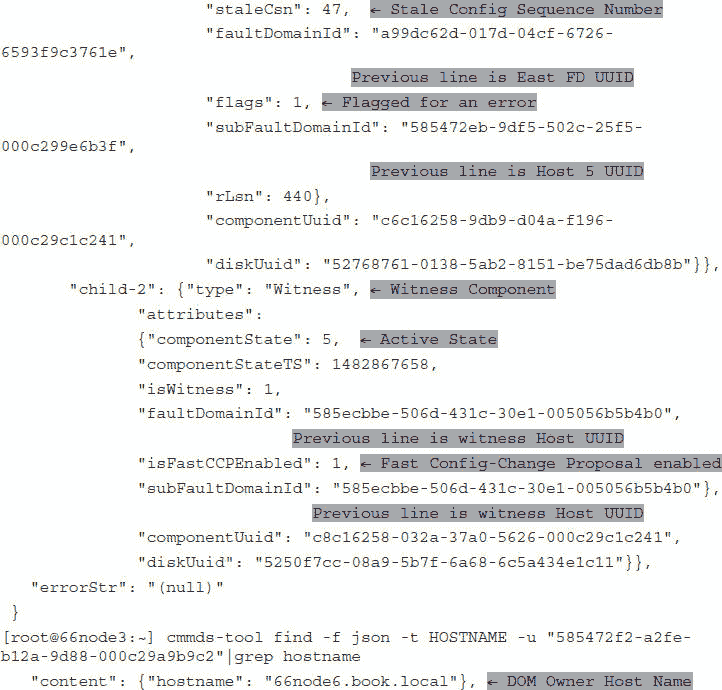 "staleCsn": 47, ← Stale Config Sequence Number
"faultDomainId": "a99dc62d-017d-04cf-6726-
6593f9c3761e",
Previous line is East FD UUID
"flags": 1, ← Flagged for an error
"subFaultDomainId": "585472eb-9df5-502c-25f5-
000c299e6b3f",
Previous line is Host 5 UUID
"rLsn": 440},
"componentUuid": "c6c16258-9db9-d04a-f196-
000c29c1c241",
"diskUuid": "52768761-0138-5ab2-8151-be75dad6db8b"}},
"child-2": {"type": "Witness", ← Witness Component
"attributes":
{"componentState": 5, ← Active State
"componentStateTS": 1482867658,
"isWitness": 1,
"faultDomainId": "585ecbbe-506d-431c-30e1-005056b5b4b0",
Previous line is witness Host UUID
"isFastCCPEnabled": 1, ← Fast Config-Change Proposal enabled
"subFaultDomainId": "585ecbbe-506d-431c-30e1-005056b5b4b0"},
Previous line is witness Host UUID
"componentUuid": "c8c16258-032a-37a0-5626-000c29c1c241",
"diskUuid": "5250f7cc-08a9-5b7f-6a68-6c5a434e1c11"}},
"errorStr": "(null)"
}
[root@66node3:~] cmmds-tool find -f json -t HOSTNAME -u "585472f2-a2fe-
b12a-9d88-000c29a9b9c2"|grep hostname
"content": {"hostname": "66node6.book.local"}, ← DOM Owner Host Name